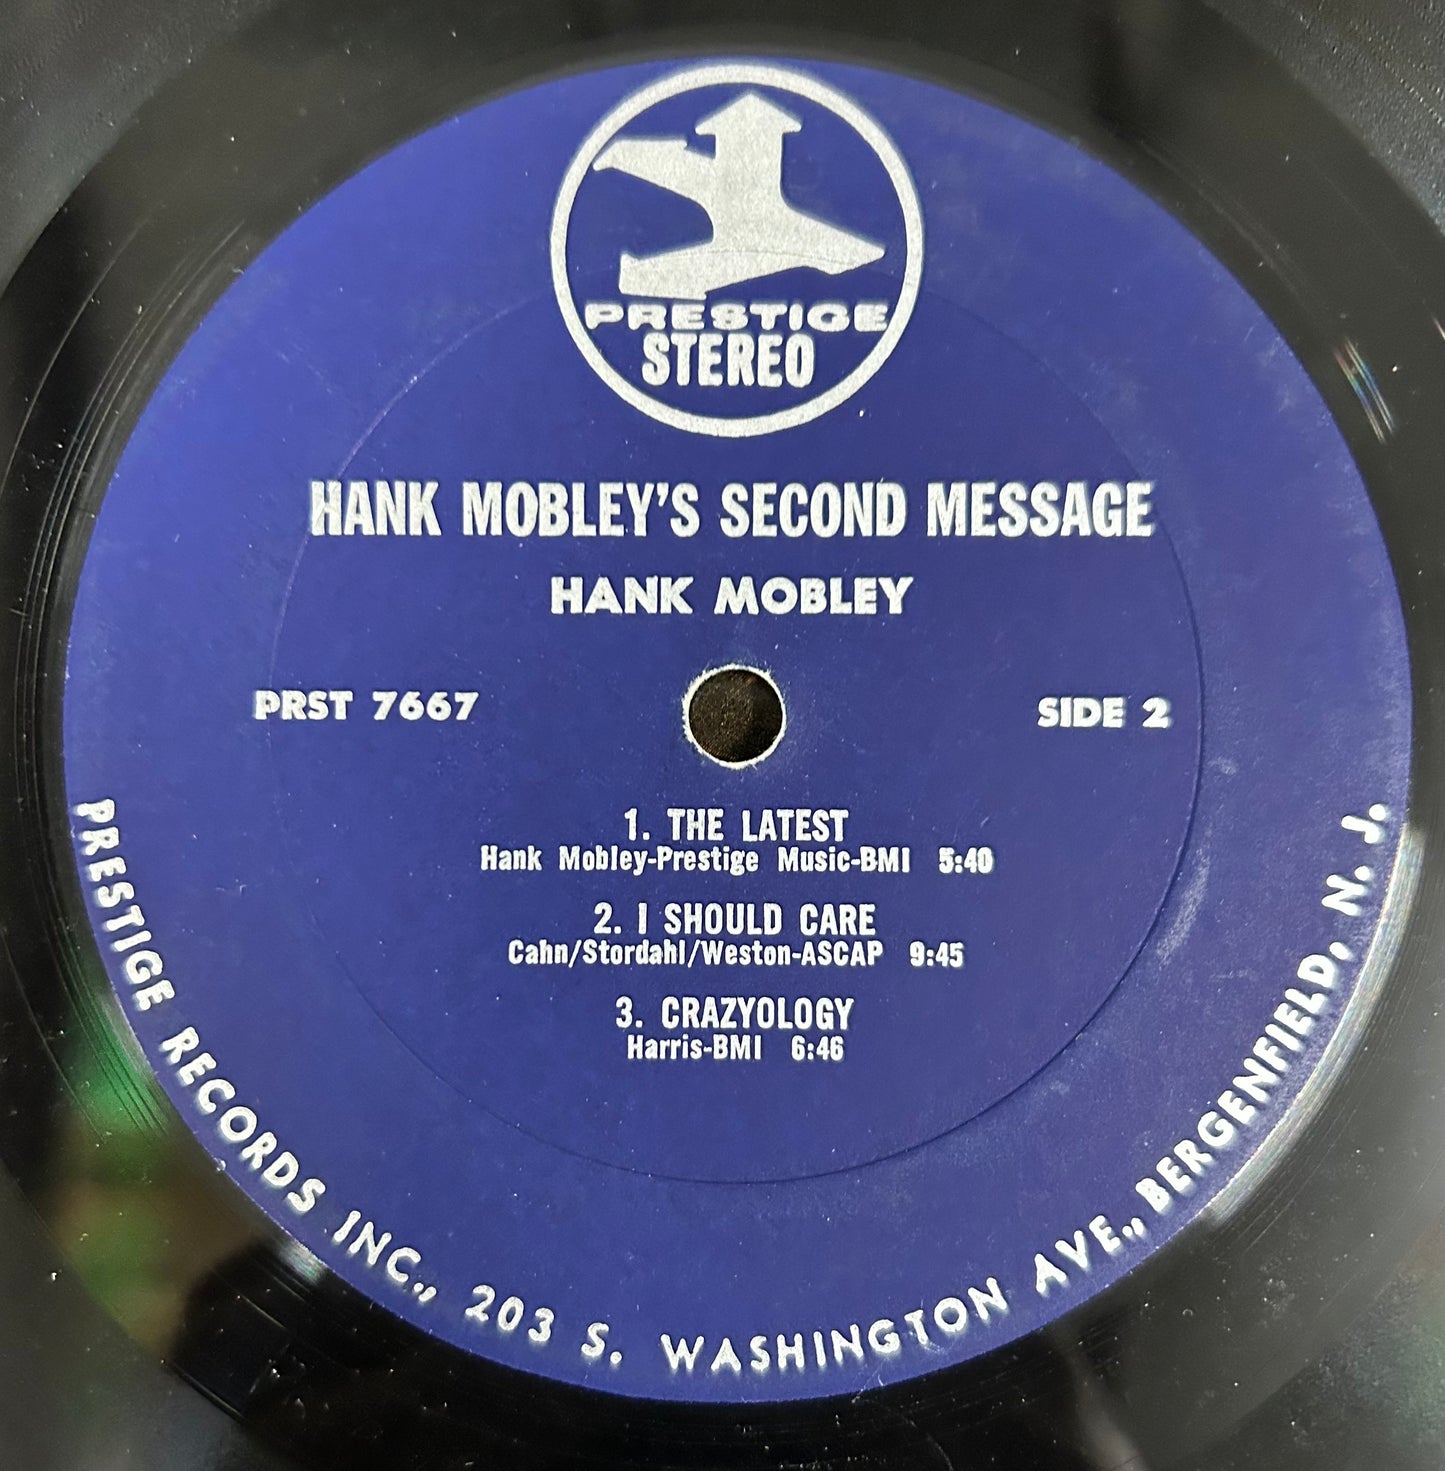 PRESTIGE
STEREO
HANK MOBLEY'S SECOND MESSAGE
HANK MOBLEY
PRST 7667
SIDE 2
1. THE LATEST
Hank Mobley-Prestige Music-BMI 5:40
2. I SHOULD CARE
Cahn/Stordahl/Weston-ASCAP 9:45
3. CRAZYOLOGY
Harris-BMI 6:46
PRESTIGE RECORDS INC., 203 S. WASHINGTON AVE., BERGENFIELD, N. J.